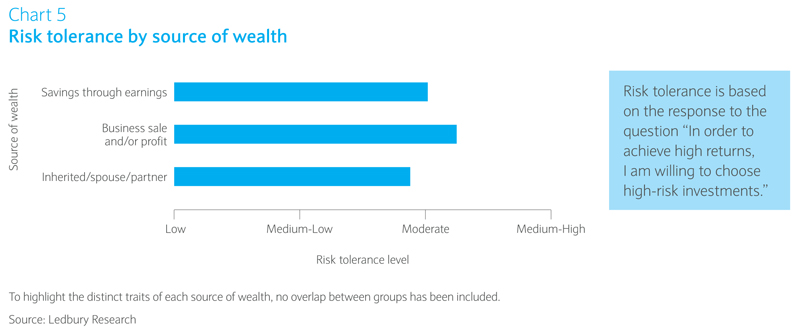 Chart 5
Risk tolerance by source of wealth
Source of wealth
Savings through earnings
Business sale
and/or profit
Inherited/spouse/partner
Low
Medium-Low
Moderate
Medium-High
Risk tolerance level
Risk tolerance is based
on the response to the
question “In order to
achieve high returns,
I am willing to choose
high-risk investments.”
To highlight the distinct traits of each source of wealth, no overlap between groups has been included.
Source: Ledbury Research